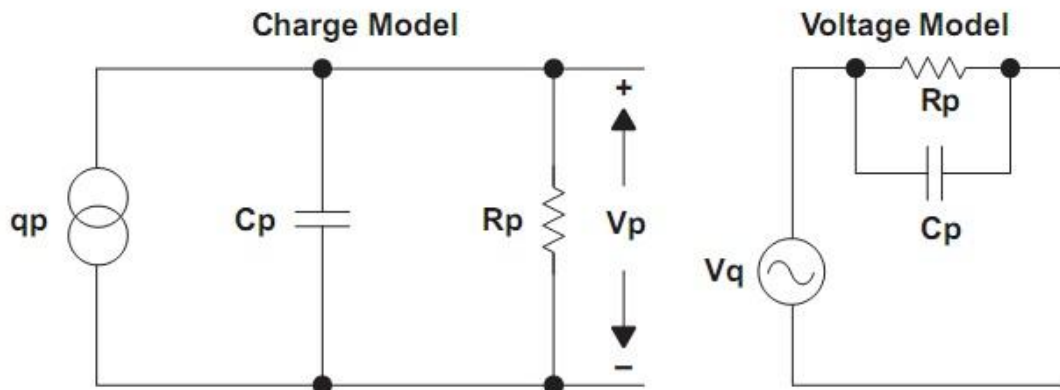 Charge Model
qp
Cp
Rp
+
Vp
−
Voltage Model
Rp
Cp
Vq